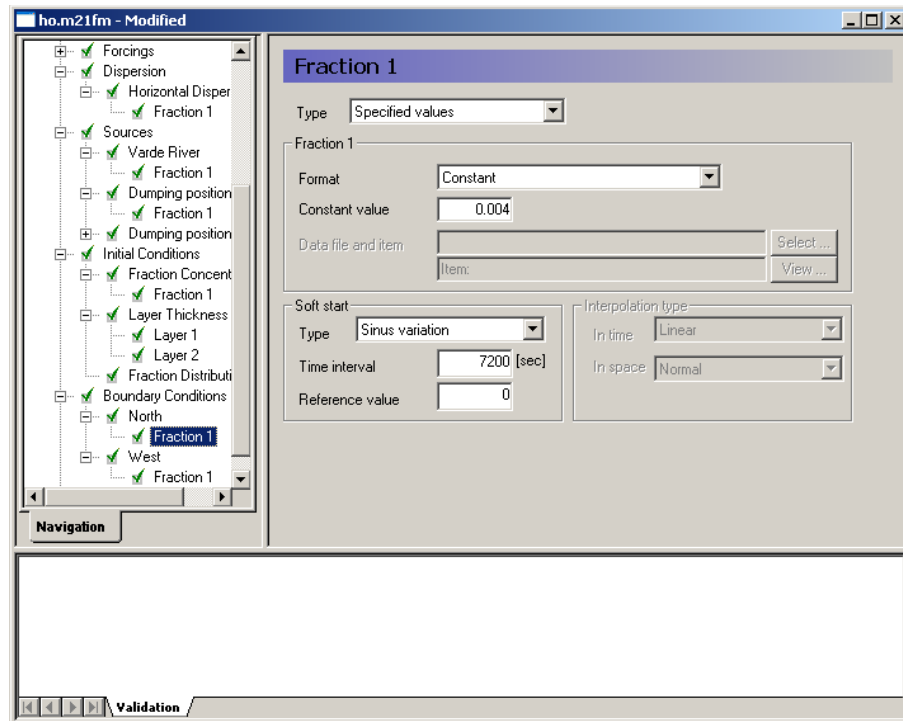 ho.m21fm - Modified
Forcings
Dispersion
Horizontal Disper
Fraction 1
Sources
Varde River
Fraction 1
Dumping position
Fraction 1
Dumping position
Initial Conditions
Fraction Concent
Fraction 1
Layer Thickness
Layer 1
Layer 2
Fraction Distributi
Boundary Conditions
North
Fraction 1
West
Fraction 1
Navigation
Fraction 1
Type Specified values
Fraction 1
Format Constant
Constant value 0.004
Data file and item Select ...
Item: View ...
Soft start
Type Sinus variation
Time interval 7200 [sec]
Reference value 0
Interpolation type
In time Linear
In space Normal
Validation